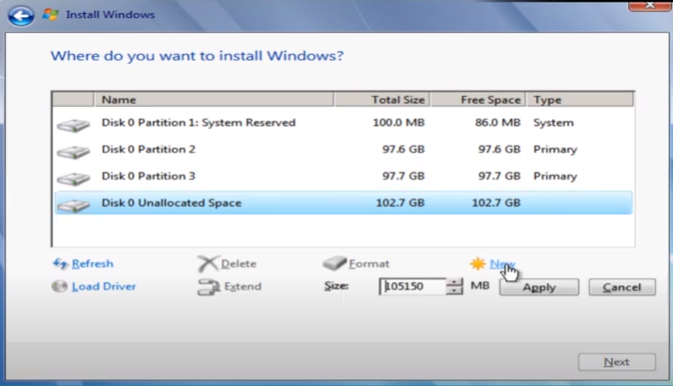 Install Windows
Where do you want to install Windows?
Name Total Size Free Space Type
Disk 0 Partition 1: System Reserved 100.0 MB 86.0 MB System
Disk 0 Partition 2 97.6 GB 97.6 GB Primary
Disk 0 Partition 3 97.7 GB 97.7 GB Primary
Disk 0 Unallocated Space 102.7 GB 102.7 GB
Refresh Delete Format New
Load Driver Extend Size: 105150 MB Apply Cancel
Next